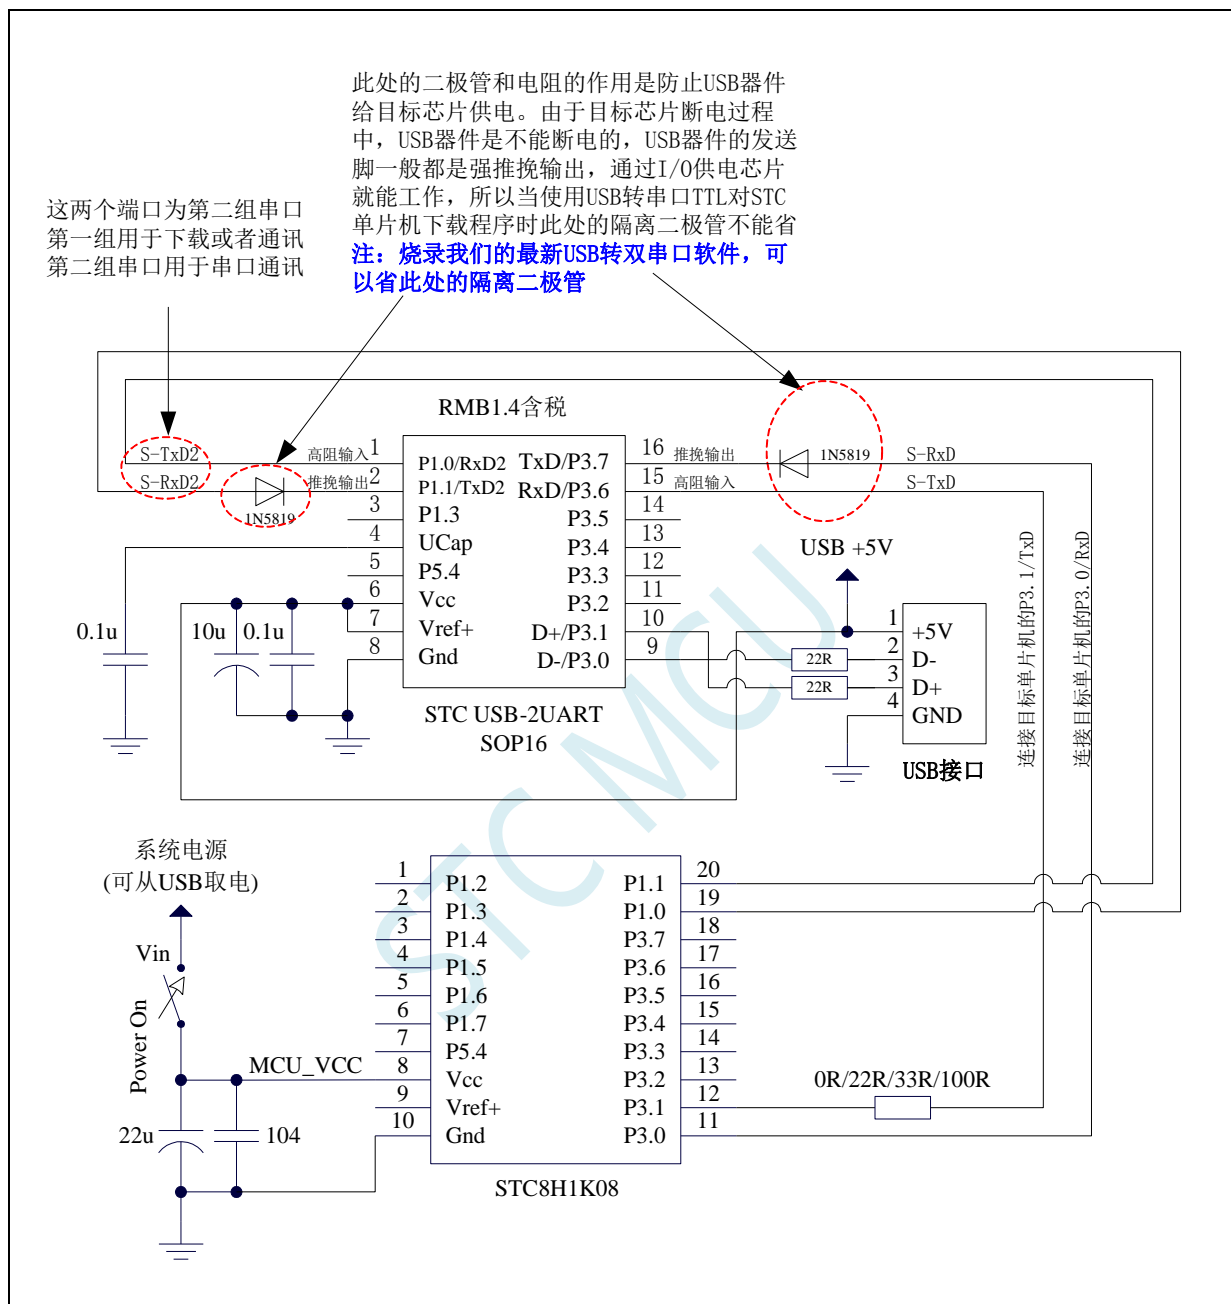 此处的二极管和电阻的作用是防止USB器件
给目标芯片供电。由于目标芯片断电过程
中，USB器件是不能断电的，USB器件的发送
脚一般都是强推挽输出，通过I/O供电芯片
就能工作，所以当使用USB转串口TTL对STC
单片机下载程序时此处的隔离二极管不能省
注：烧录我们的最新USB转双串口软件，可
以省此处的隔离二极管
这两个端口为第二组串口
第一组用于下载或者通讯
第二组串口用于串口通讯
RMB1.4含税
S-TxD2
高阻输入
1
P1.0/RxD2
TxD/P3.7
16
推挽输出
1N5819
S-RxD
S-RxD2
1N5819
推挽输出
2
P1.1/TxD2
RxD/P3.6
15
高阻输入
S-TxD
3
P1.3
P3.5
14
4
UCap
P3.4
13
5
P5.4
P3.3
12
6
Vcc
P3.2
11
7
Vref+
D+/P3.1
10
8
Gnd
D-/P3.0
9
0.1u
10u
0.1u
STC USB-2UART
SOP16
USB +5V
22R
22R
1
+5V
2
D-
3
D+
4
GND
USB接口
连接目标单片机的P3.1/TxD
连接目标单片机的P3.0/RxD
STC MCU
系统电源
(可从USB取电)
Vin
Power On
MCU_VCC
22u
104
1
P1.2
P1.1
20
2
P1.3
P1.0
19
3
P1.4
P3.7
18
4
P1.5
P3.6
17
5
P1.6
P3.5
16
6
P1.7
P3.4
15
7
P5.4
P3.3
14
8
Vcc
P3.2
13
9
Vref+
P3.1
12
10
Gnd
P3.0
11
0R/22R/33R/100R
STC8H1K08